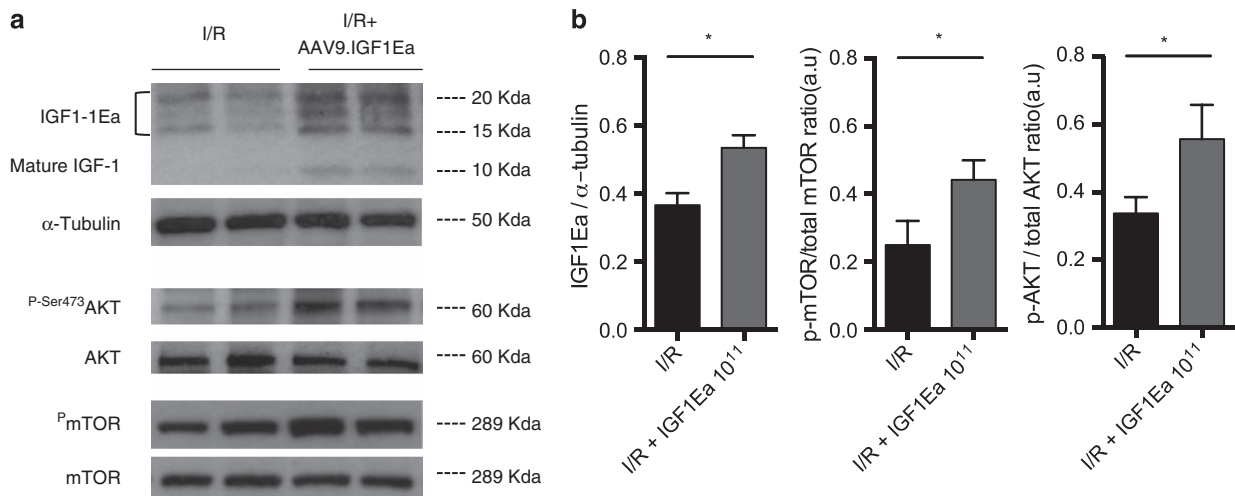 a
I/R
I/R+
AAV9.IGF1Ea
IGF1-1Ea
20 Kda
15 Kda
Mature IGF-1
10 Kda
α-Tubulin
50 Kda
P-Ser473AKT
60 Kda
AKT
60 Kda
PmTOR
289 Kda
mTOR
289 Kda
b
*
IGF1Ea / α−tubulin
0.8
0.6
0.4
0.2
0.0
I/R
I/R + IGF1Ea 10¹¹
*
p-mTOR/total mTOR ratio(a.u)
0.8
0.6
0.4
0.2
0.0
I/R
I/R + IGF1Ea 10¹¹
*
p-AKT / total AKT ratio(a.u)
0.8
0.6
0.4
0.2
0.0
I/R
I/R + IGF1Ea 10¹¹